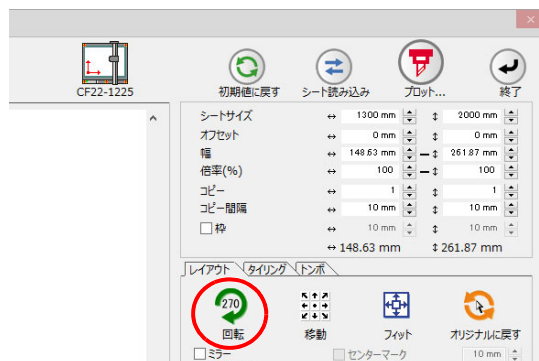 CF22-1225 初期値に戻す シート読み込み プロット... 終了
シートサイズ 1300 mm 2000 mm
オフセット 0 mm 0 mm
幅 148.63 mm 261.87 mm
倍率(%) 100 100
コピー 1 1
コピー間隔 10 mm 10 mm
枠 10 mm 10 mm
148.63 mm 261.87 mm
レイアウト タイリング トンボ
270
回転 移動 フィット オリジナルに戻す
ミラー センターマーク 10 mm